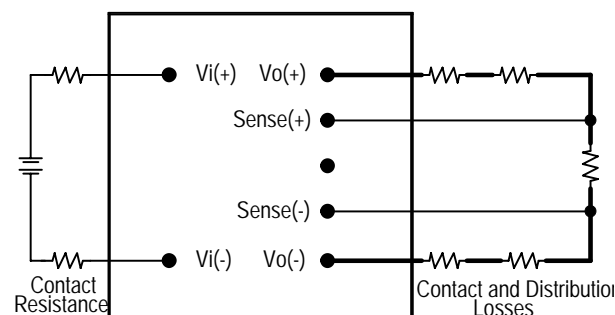 Vi(+) Vo(+)
Sense(+)
Sense(-)
Vi(-) Vo(-)
Contact
Resistance
Contact and Distribution
Losses